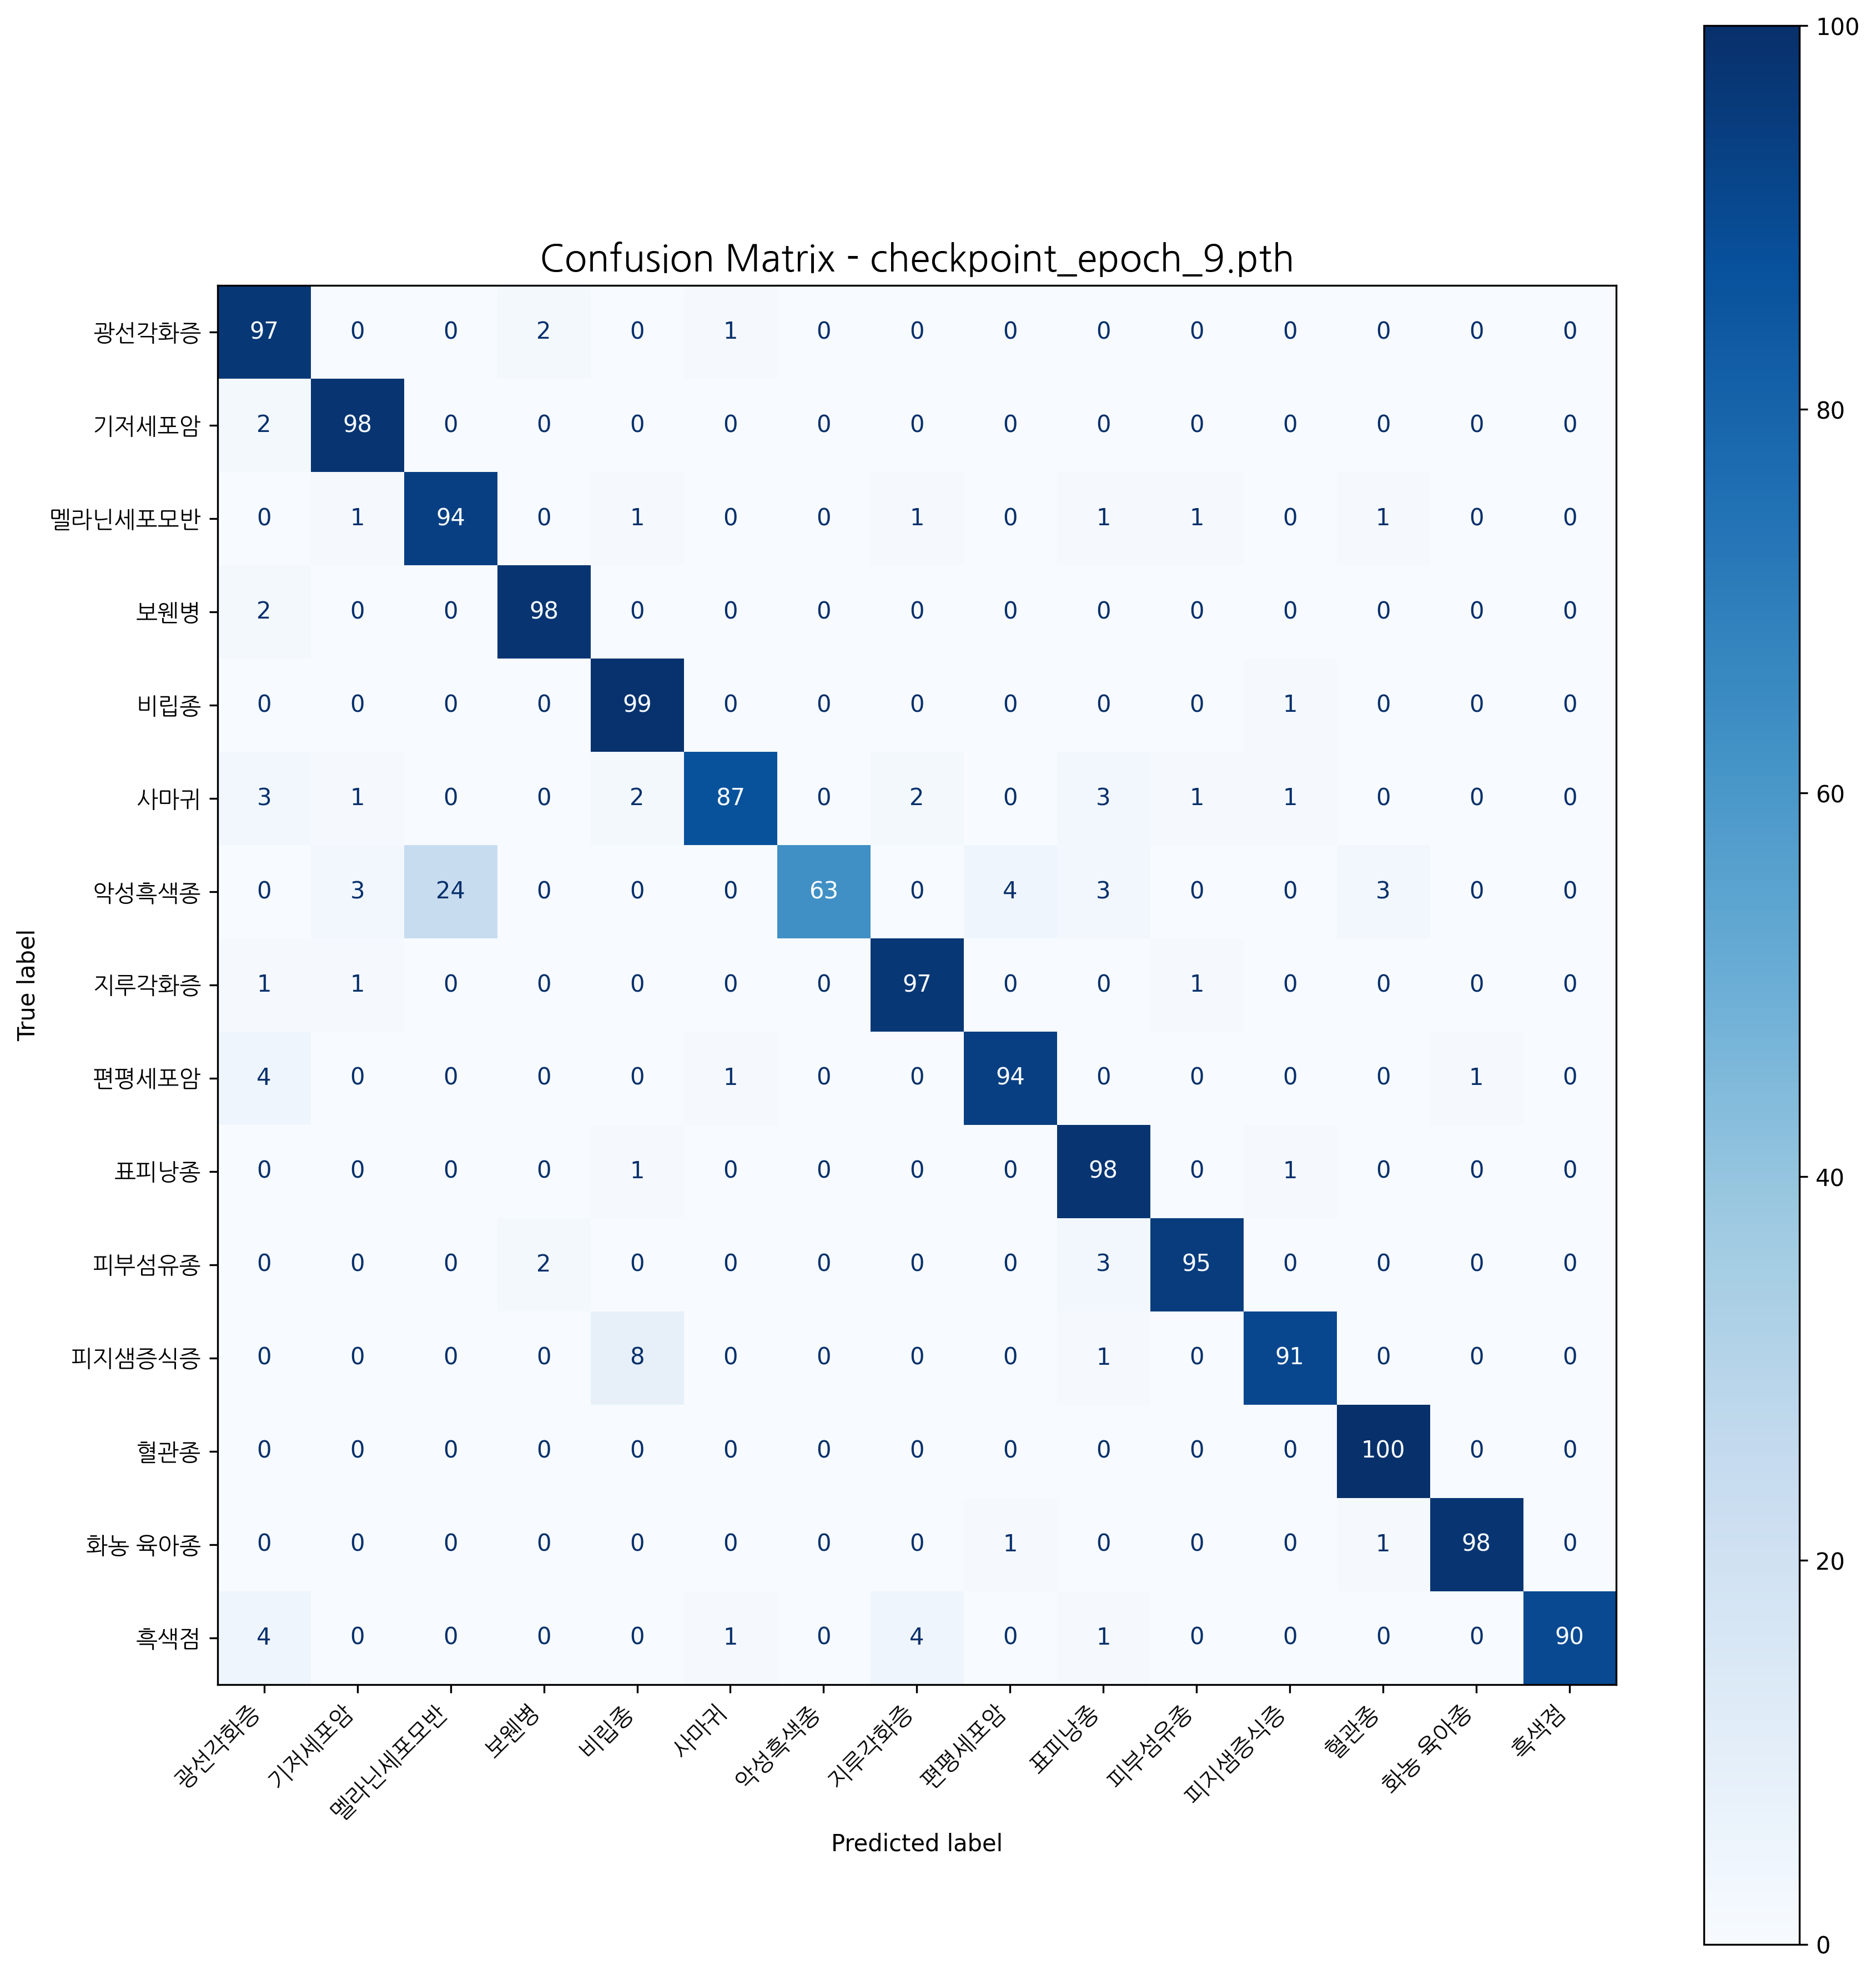 Confusion Matrix - checkpoint_epoch_9.pth
광선각화증 97 0 0 2 0 1 0 0 0 0 0 0 0 0 0
기저세포암 2 98 0 0 0 0 0 0 0 0 0 0 0 0 0
멜라닌세포모반 0 1 94 0 1 0 0 1 0 1 1 0 1 0 0
보웬병 2 0 0 98 0 0 0 0 0 0 0 0 0 0 0
비립종 0 0 0 0 99 0 0 0 0 0 0 1 0 0 0
사마귀 3 1 0 0 2 87 0 2 0 3 1 1 0 0 0
악성흑색종 0 3 24 0 0 0 63 0 4 3 0 0 3 0 0
지루각화증 1 1 0 0 0 0 0 97 0 0 1 0 0 0 0
편평세포암 4 0 0 0 0 1 0 0 94 0 0 0 0 1 0
표피낭종 0 0 0 0 1 0 0 0 0 98 0 1 0 0 0
피부섬유종 0 0 0 2 0 0 0 0 0 3 95 0 0 0 0
피지샘증식증 0 0 0 0 8 0 0 0 0 1 0 91 0 0 0
혈관종 0 0 0 0 0 0 0 0 0 0 0 0 100 0 0
화농 육아종 0 0 0 0 0 0 0 0 1 0 0 0 1 98 0
흑색점 4 0 0 0 0 1 0 4 0 1 0 0 0 0 90
광선각화증 기저세포암 멜라닌세포모반 보웬병 비립종 사마귀 악성흑색종 지루각화증 편평세포암 표피낭종 피부섬유종 피지샘증식증 혈관종 화농 육아종 흑색점
Predicted label
True label
100
80
60
40
20
0